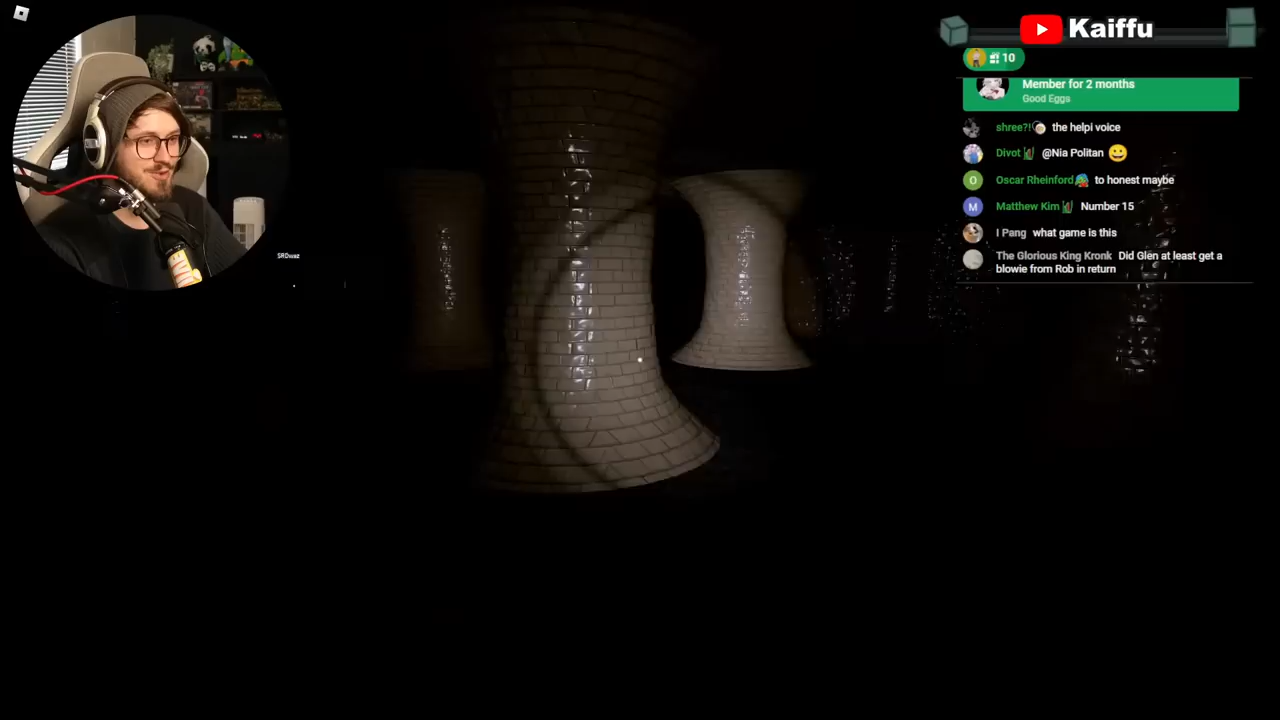 Kaiffu
10
Member for 2 months
Good Eggs
shree?! the helpi voice
Divot @Nia Politan
Oscar Rheinford to honest maybe
Matthew Kim Number 15
I Pang what game is this
The Glorious King Kronk Did Glen at least get a
blowie from Rob in return
SRDwaz
O
M